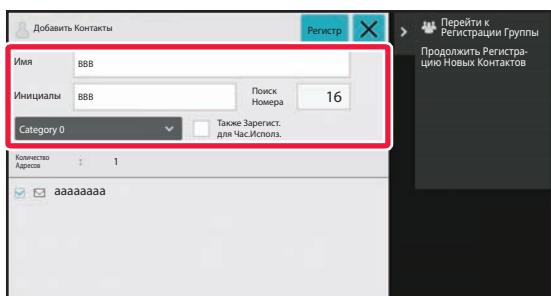 Добавить Контакты
Регистр
Имя
BBB
Инициалы
BBB
Поиск
Номера
16
Category 0
Также Зарегист.
для Час.Исполз.
Количество
Адресов
:
1
aaaaaaaa
Перейти к
Регистрации Группы
Продолжить Регистра-
цию Новых Контактов